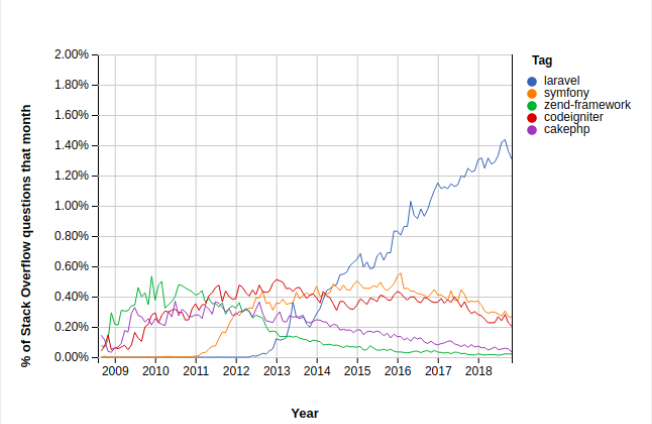 2.00%
1.80%
1.60%
1.40%
1.20%
1.00%
0.80%
0.60%
0.40%
0.20%
0.00%
% of Stack Overflow questions that month
2009 2010 2011 2012 2013 2014 2015 2016 2017 2018
Year
Tag
laravel
symfony
zend-framework
codeigniter
cakephp